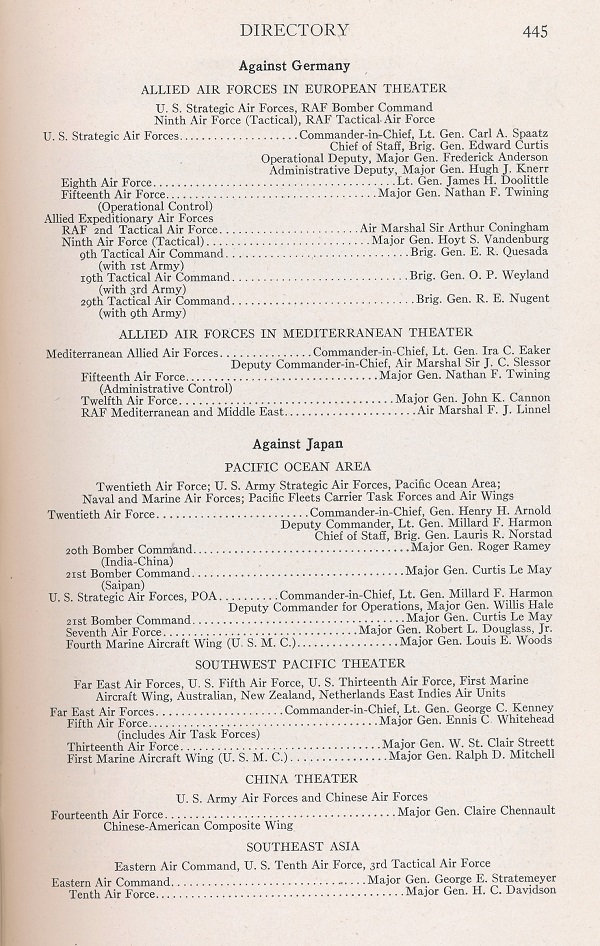 DIRECTORY 445
Against Germany
ALLIED AIR FORCES IN EUROPEAN THEATER
U. S. Strategic Air Forces, RAF Bomber Command
Ninth Air Force (Tactical), RAF Tactical Air Force
U. S. Strategic Air Forces....................Commander-in-Chief, Lt. Gen. Carl A. Spaatz
Chief of Staff, Brig. Gen. Edward Curtis
Operational Deputy, Major Gen. Frederick Anderson
Administrative Deputy, Major Gen. Hugh J. Knerr
Eighth Air Force.........................................Lt. Gen. James H. Doolittle
Fifteenth Air Force....................................Major Gen. Nathan F. Twining
(Operational Control)
Allied Expeditionary Air Forces
RAF 2nd Tactical Air Force........................Air Marshal Sir Arthur Coningham
Ninth Air Force (Tactical)............................Major Gen. Hoyt S. Vandenburg
9th Tactical Air Command...............................Brig. Gen. E. R. Quesada
(with 1st Army)
19th Tactical Air Command..............................Brig. Gen. O. P. Weyland
(with 3rd Army)
29th Tactical Air Command..............................Brig. Gen. R. E. Nugent
(with 9th Army)
ALLIED AIR FORCES IN MEDITERRANEAN THEATER
Mediterranean Allied Air Forces...............Commander-in-Chief, Lt. Gen. Ira C. Eaker
Deputy Commander-in-Chief, Air Marshal Sir J. C. Slessor
Fifteenth Air Force.................................Major Gen. Nathan F. Twining
(Administrative Control)
Twelfth Air Force.....................................Major Gen. John K. Cannon
RAF Mediterranean and Middle East......................Air Marshal F. J. Linnel
Against Japan
PACIFIC OCEAN AREA
Twentieth Air Force; U. S. Army Strategic Air Forces, Pacific Ocean Area;
Naval and Marine Air Forces; Pacific Fleets Carrier Task Forces and Air Wings
Twentieth Air Force..........................Commander-in-Chief, Gen. Henry H. Arnold
Deputy Commander, Lt. Gen. Millard F. Harmon
Chief of Staff, Brig. Gen. Lauris R. Norstad
20th Bomber Command.....................................Major Gen. Roger Ramey
(India-China)
21st Bomber Command.....................................Major Gen. Curtis Le May
(Saipan)
U. S. Strategic Air Forces, POA..........Commander-in-Chief, Lt. Gen. Millard F. Harmon
Deputy Commander for Operations, Major Gen. Willis Hale
21st Bomber Command.....................................Major Gen. Curtis Le May
Seventh Air Force.................................Major Gen. Robert L. Douglass, Jr.
Fourth Marine Aircraft Wing (U. S. M. C.).................Major Gen. Louis E. Woods
SOUTHWEST PACIFIC THEATER
Far East Air Forces, U. S. Fifth Air Force, U. S. Thirteenth Air Force, First Marine
Aircraft Wing, Australian, New Zealand, Netherlands East Indies Air Units
Far East Air Forces.......................Commander-in-Chief, Lt. Gen. George C. Kenney
Fifth Air Force.......................................Major Gen. Ennis C. Whitehead
(includes Air Task Forces)
Thirteenth Air Force..................................Major Gen. W. St. Clair Streett
First Marine Aircraft Wing (U. S. M. C.).................Major Gen. Ralph D. Mitchell
CHINA THEATER
U. S. Army Air Forces and Chinese Air Forces
Fourteenth Air Force.......................................Major Gen. Claire Chennault
Chinese-American Composite Wing
SOUTHEAST ASIA
Eastern Air Command, U. S. Tenth Air Force, 3rd Tactical Air Force
Eastern Air Command..................................Major Gen. George E. Stratemeyer
Tenth Air Force...........................................Major Gen. H. C. Davidson